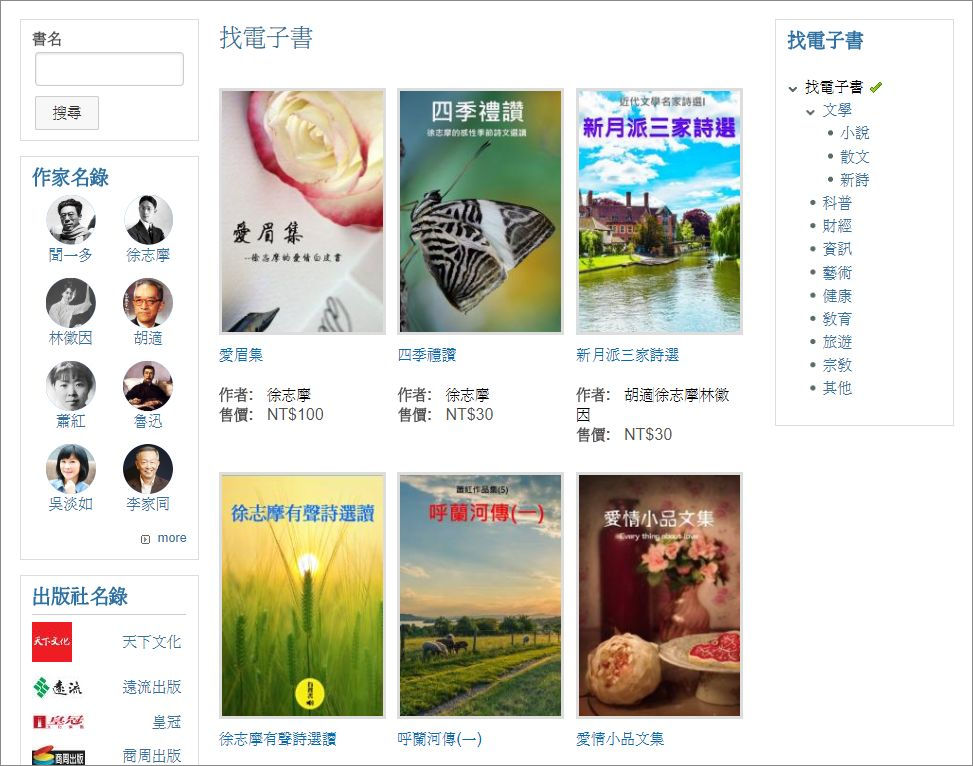 書名
搜尋
作家名錄
聞一多
徐志摩
林徽因
胡適
蕭紅
魯迅
吳淡如
李家同
more
出版社名錄
天下文化
天下文化
遠流
遠流出版
皇冠
皇冠
商周出版
商周出版
找電子書
愛眉集
--徐志摩的愛情自皮書
愛眉集
作者: 徐志摩
售價: NT$100
四季禮讚
徐志摩的感性季節詩文選讀
四季禮讚
作者: 徐志摩
售價: NT$30
近代文學名家詩選I
新月派三家詩選
新月派三家詩選
作者: 胡適徐志摩林徽
因
售價: NT$30
徐志摩有聲詩選讀
徐志摩有聲詩選讀
蕭紅作品集(5)
呼蘭河傳(一)
呼蘭河傳(一)
愛情小品文集
Every thing about love
愛情小品文集
找電子書
找電子書
文學
小說
散文
新詩
科普
財經
資訊
藝術
健康
教育
旅遊
宗教
其他